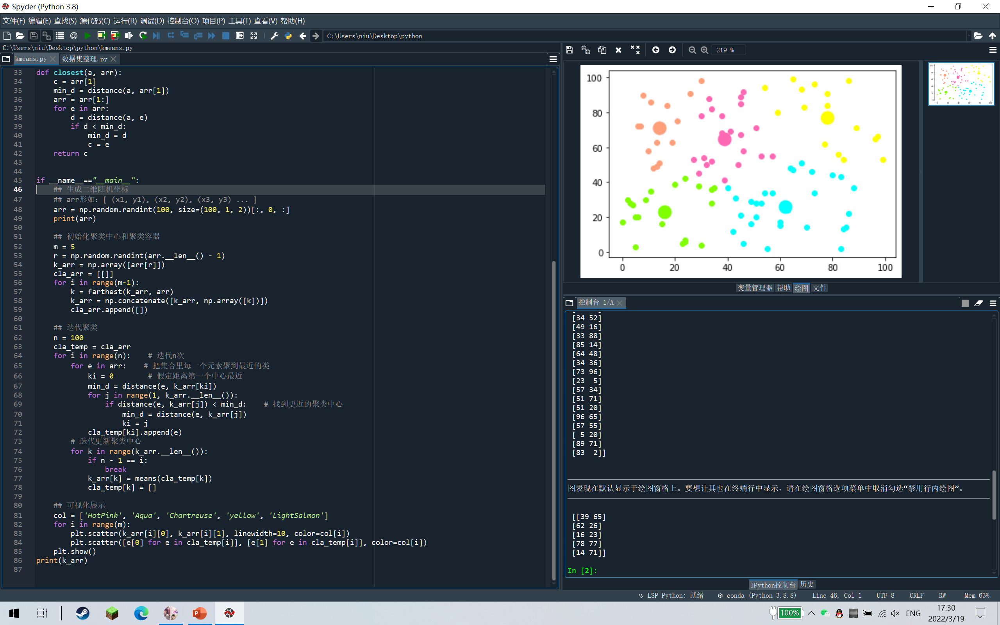 Spyder (Python 3.8)
文件(F) 编辑(E) 查找(S) 源代码(C) 运行(R) 调试(D) 控制台(O) 项目(P) 工具(T) 查看(V) 帮助(H)
C:\Users\niu\Desktop\python
C:\Users\niu\Desktop\python\kmeans.py
kmeans.py 数据集整理.py
33 def closest(a, arr):
34     c = arr[1]
35     min_d = distance(a, arr[1])
36     arr = arr[1:]
37     for e in arr:
38         d = distance(a, e)
39         if d < min_d:
40             min_d = d
41             c = e
42     return c
43
44
45 if __name__=="__main__":
46     ## 生成二维随机坐标
47     ## arr形如：[ (x1, y1), (x2, y2), (x3, y3) ... ]
48     arr = np.random.randint(100, size=(100, 1, 2))[:, 0, :]
49     print(arr)
50
51     ## 初始化聚类中心和聚类容器
52     m = 5
53     r = np.random.randint(arr.__len__() - 1)
54     k_arr = np.array([arr[r]])
55     cla_arr = [[]]
56     for i in range(m-1):
57         k = farthest(k_arr, arr)
58         k_arr = np.concatenate([k_arr, np.array([k])])
59         cla_arr.append([])
60
61     ## 迭代聚类
62     n = 100
63     cla_temp = cla_arr
64     for i in range(n):    # 迭代n次
65         for e in arr:    # 把集合里每一个元素聚到最近的类
66             ki = 0        # 假定距离第一个中心最近
67             min_d = distance(e, k_arr[ki])
68             for j in range(1, k_arr.__len__()):
69                 if distance(e, k_arr[j]) < min_d:    # 找到更近的聚类中心
70                     min_d = distance(e, k_arr[j])
71                     ki = j
72             cla_temp[ki].append(e)
73         # 迭代更新聚类中心
74         for k in range(k_arr.__len__()):
75             if n - 1 == i:
76                 break
77             k_arr[k] = means(cla_temp[k])
78             cla_temp[k] = []
79
80     ## 可视化展示
81     col = ['HotPink', 'Aqua', 'Chartreuse', 'yellow', 'LightSalmon']
82     for i in range(m):
83         plt.scatter(k_arr[i][0], k_arr[i][1], linewidth=10, color=col[i])
84         plt.scatter([e[0] for e in cla_temp[i]], [e[1] for e in cla_temp[i]], color=col[i])
85     plt.show()
86 print(k_arr)
87
219 %
100
80
60
40
20
0
0 20 40 60 80 100
变量管理器 帮助 绘图 文件
控制台 1/A
[34 52]
[49 16]
[33 88]
[85 14]
[64 48]
[34 36]
[73 96]
[23  5]
[57 34]
[51 71]
[51 20]
[96 65]
[57 55]
[ 5 20]
[89 71]
[83  2]]
图表现在默认显示于绘图窗格上。要想让其也在终端行中显示，请在绘图窗格选项菜单中取消勾选“禁用行内绘图”。
[[39 65]
[62 26]
[16 23]
[78 77]
[14 71]]
In [2]:
IPython控制台 历史
LSP Python: 就绪 conda (Python 3.8.8) Line 46, Col 1 UTF-8 CRLF RW Mem 63%
100% ENG 17:30
2022/3/19